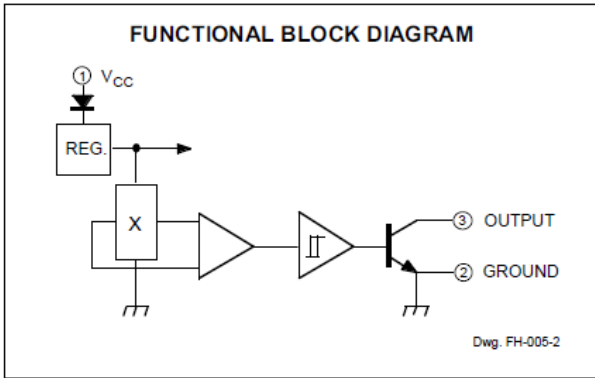 FUNCTIONAL BLOCK DIAGRAM
1 VCC
REG.
X
3 OUTPUT
2 GROUND
Dwg. FH-005-2